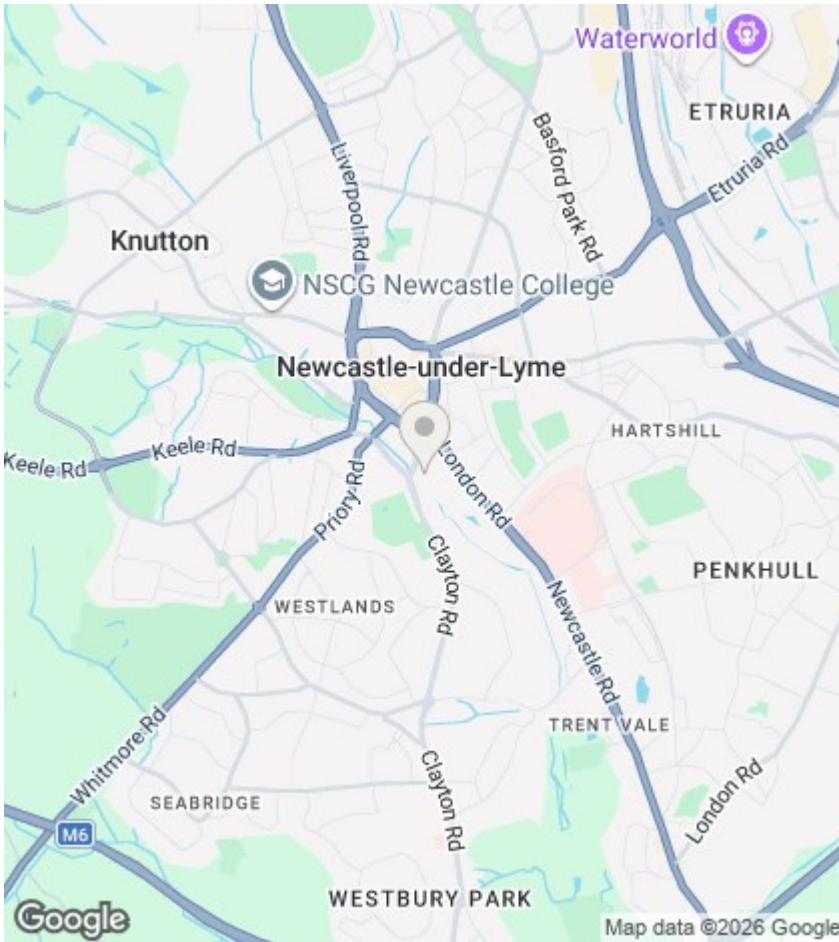 Waterworld
ETRURIA
Etruria Rd
Basford Park Rd
Liverpool Rd
Knutton
NSCG Newcastle College
Newcastle-under-Lyme
HARTSHILL
Keele Rd
Keele Rd
London Rd
Priory Rd
Clayton Rd
PENKHULL
WESTLANDS
Newcastle Rd
TRENT VALE
Whitmore Rd
Clayton Rd
London Rd
SEABRIDGE
M6
WESTBURY PARK
Google
Map data ©2026 Google